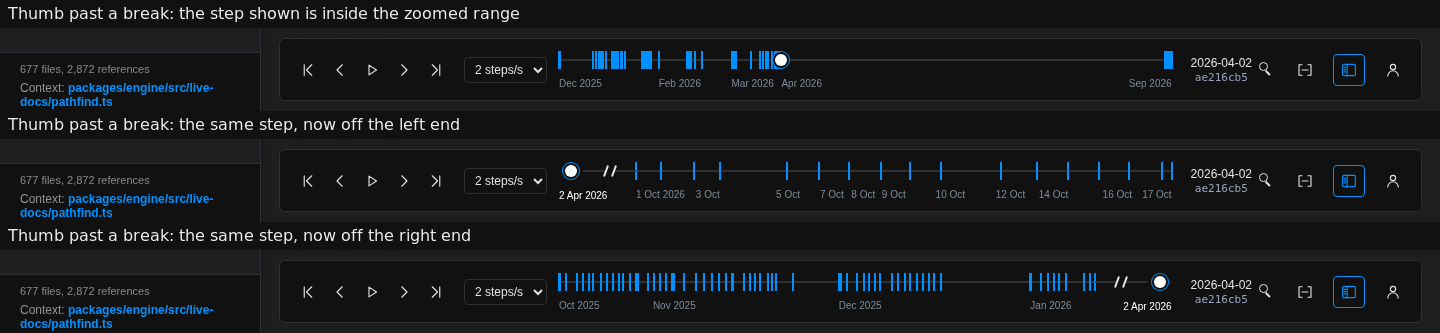 Thumb past a break: the step shown is inside the zoomed range
677 files, 2,872 references
Context: packages/engine/src/live-
docs/pathfind.ts
2 steps/s
Dec 2025 Feb 2026 Mar 2026 Apr 2026 Sep 2026
2026-04-02
ae216cb5
Thumb past a break: the same step, now off the left end
677 files, 2,872 references
Context: packages/engine/src/live-
docs/pathfind.ts
2 steps/s
2 Apr 2026 1 Oct 2026 3 Oct 5 Oct 7 Oct 8 Oct 9 Oct 10 Oct 12 Oct 14 Oct 16 Oct 17 Oct
2026-04-02
ae216cb5
Thumb past a break: the same step, now off the right end
677 files, 2,872 references
Context: packages/engine/src/live-
docs/pathfind.ts
2 steps/s
Oct 2025 Nov 2025 Dec 2025 Jan 2026 2 Apr 2026
2026-04-02
ae216cb5